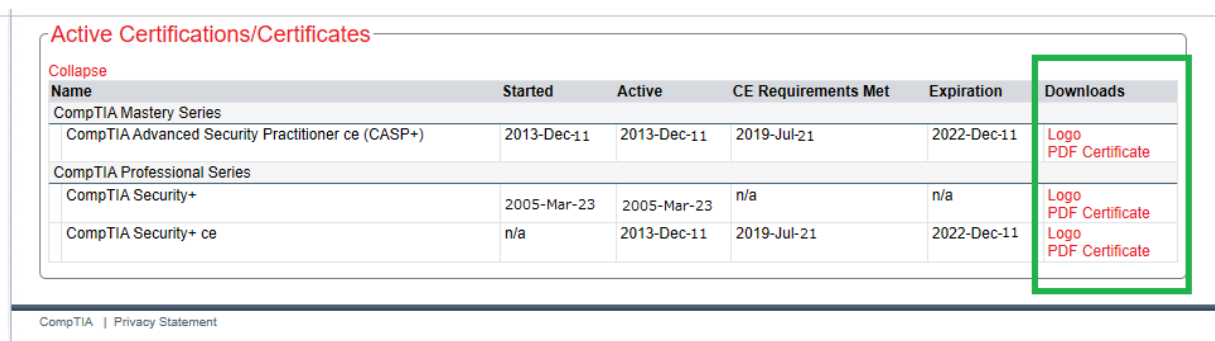 Active Certifications/Certificates
Collapse
Name Started Active CE Requirements Met Expiration Downloads
CompTIA Mastery Series
CompTIA Advanced Security Practitioner ce (CASP+) 2013-Dec-11 2013-Dec-11 2019-Jul-21 2022-Dec-11 Logo
PDF Certificate
CompTIA Professional Series
CompTIA Security+ 2005-Mar-23 2005-Mar-23 n/a n/a Logo
PDF Certificate
CompTIA Security+ ce n/a 2013-Dec-11 2019-Jul-21 2022-Dec-11 Logo
PDF Certificate
CompTIA | Privacy Statement